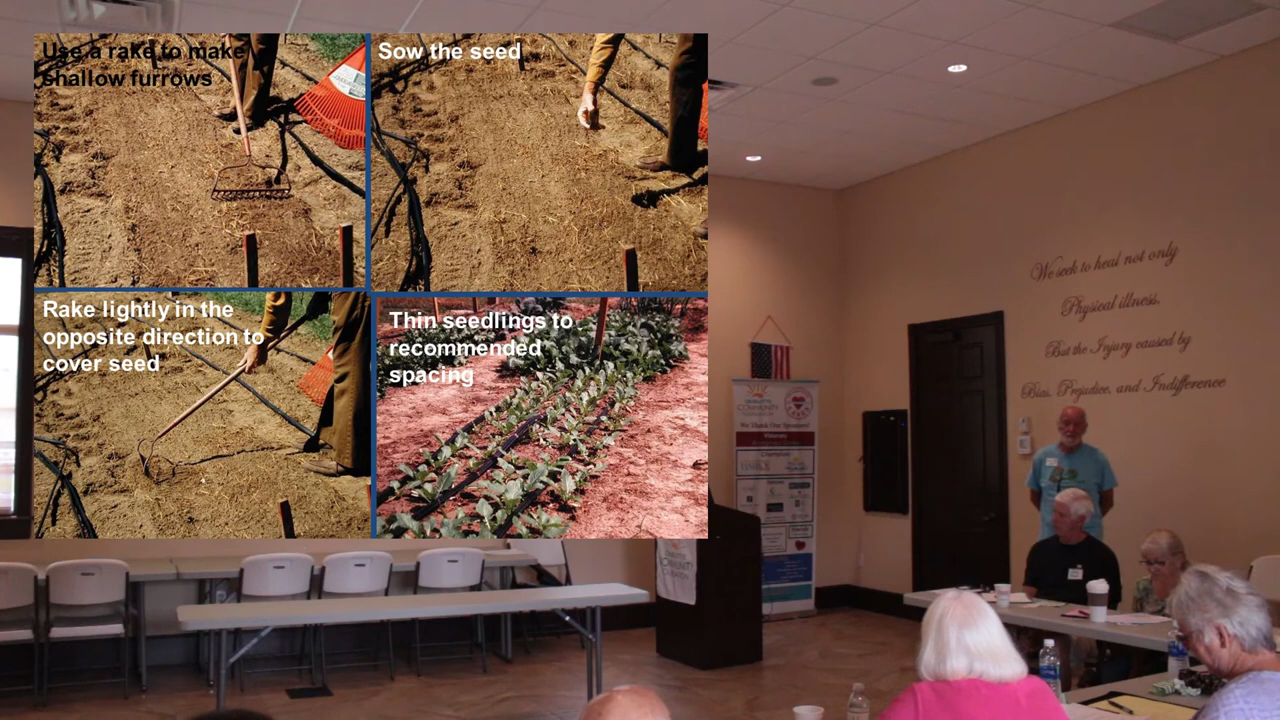 Use a rake to make
shallow furrows
Sow the seed
Rake lightly in the
opposite direction to
cover seed
Thin seedlings to
recommended
spacing
We seek to heal not only
Physical illness,
But the Injury caused by
Bias, Prejudice, and Indifference
COMMUNITY
We Thank Our Sponsors!
COMMUNITY